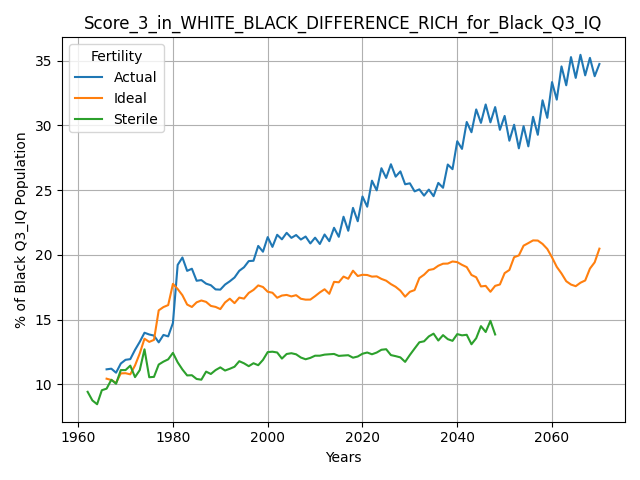 Score_3_in_WHITE_BLACK_DIFFERENCE_RICH_for_Black_Q3_IQ
Fertility
Actual
Ideal
Sterile
% of Black Q3_IQ Population
35
30
25
20
15
10
1960
1980
2000
2020
2040
2060
Years